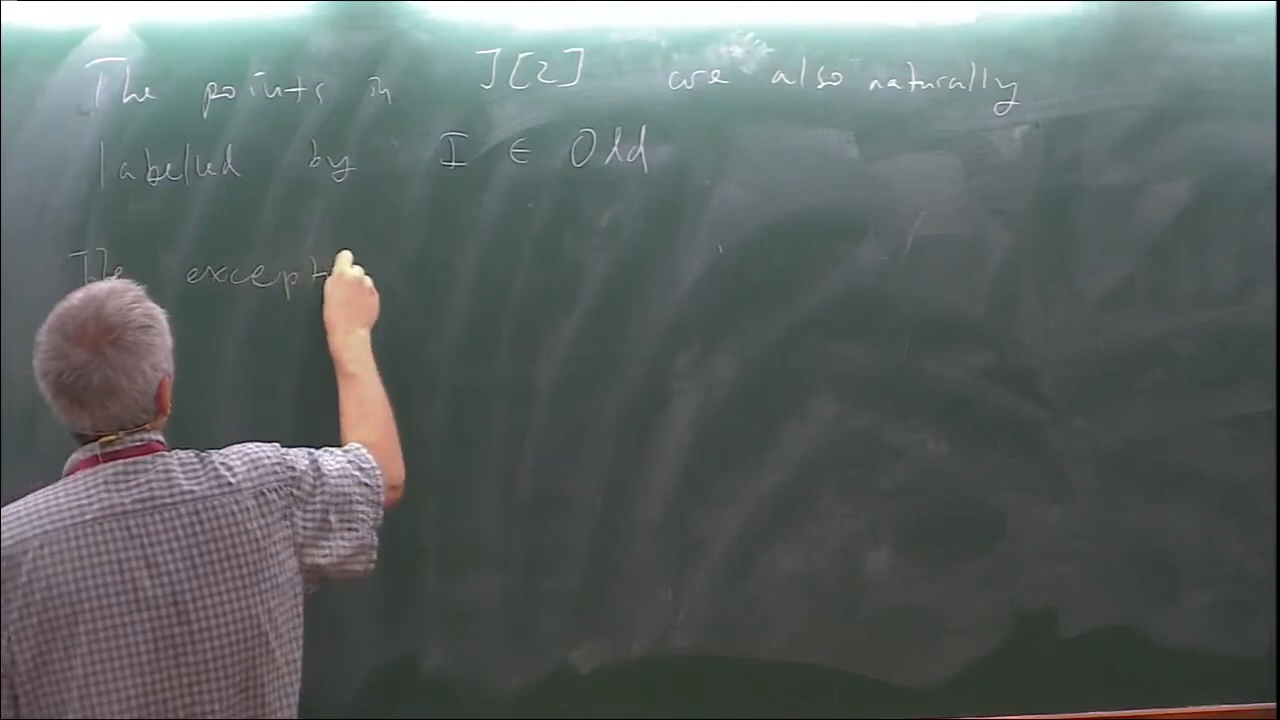 The points in J[2] are also naturally
labelled by I ∈ Odd
The except